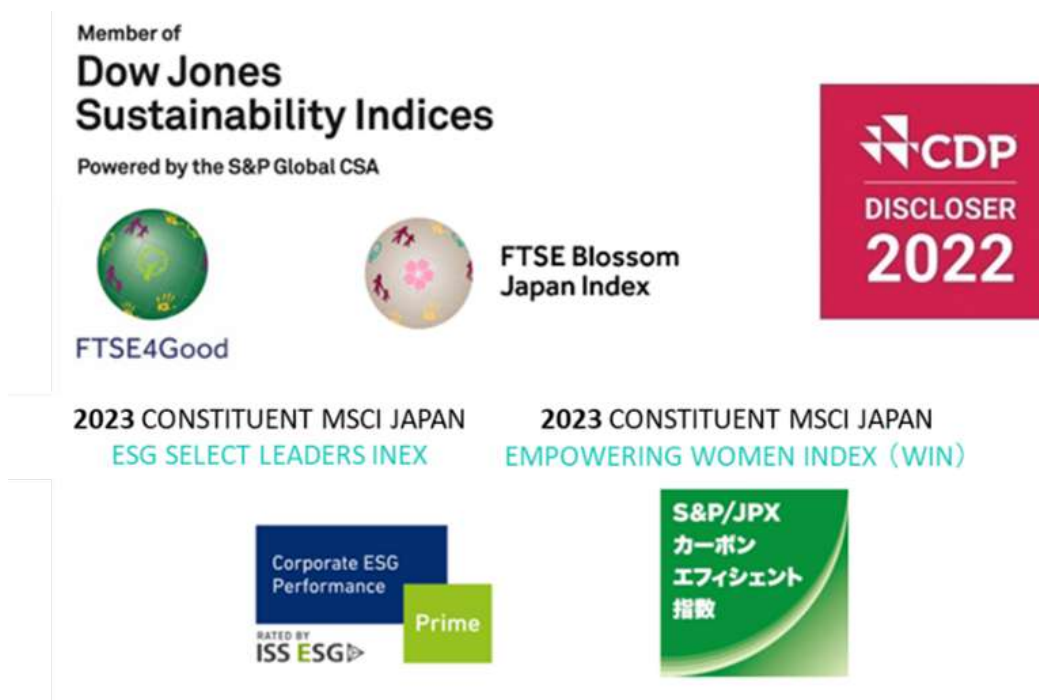 Member of
Dow Jones
Sustainability Indices
Powered by the S&P Global CSA
CDP
DISCLOSER
2022
FTSE4Good
FTSE Blossom
Japan Index
2023 CONSTITUENT MSCI JAPAN
ESG SELECT LEADERS INEX
2023 CONSTITUENT MSCI JAPAN
EMPOWERING WOMEN INDEX（WIN）
Corporate ESG
Performance
Prime
RATED BY
ISS ESG
S&P/JPX
カーボン
エフィシェント
指数